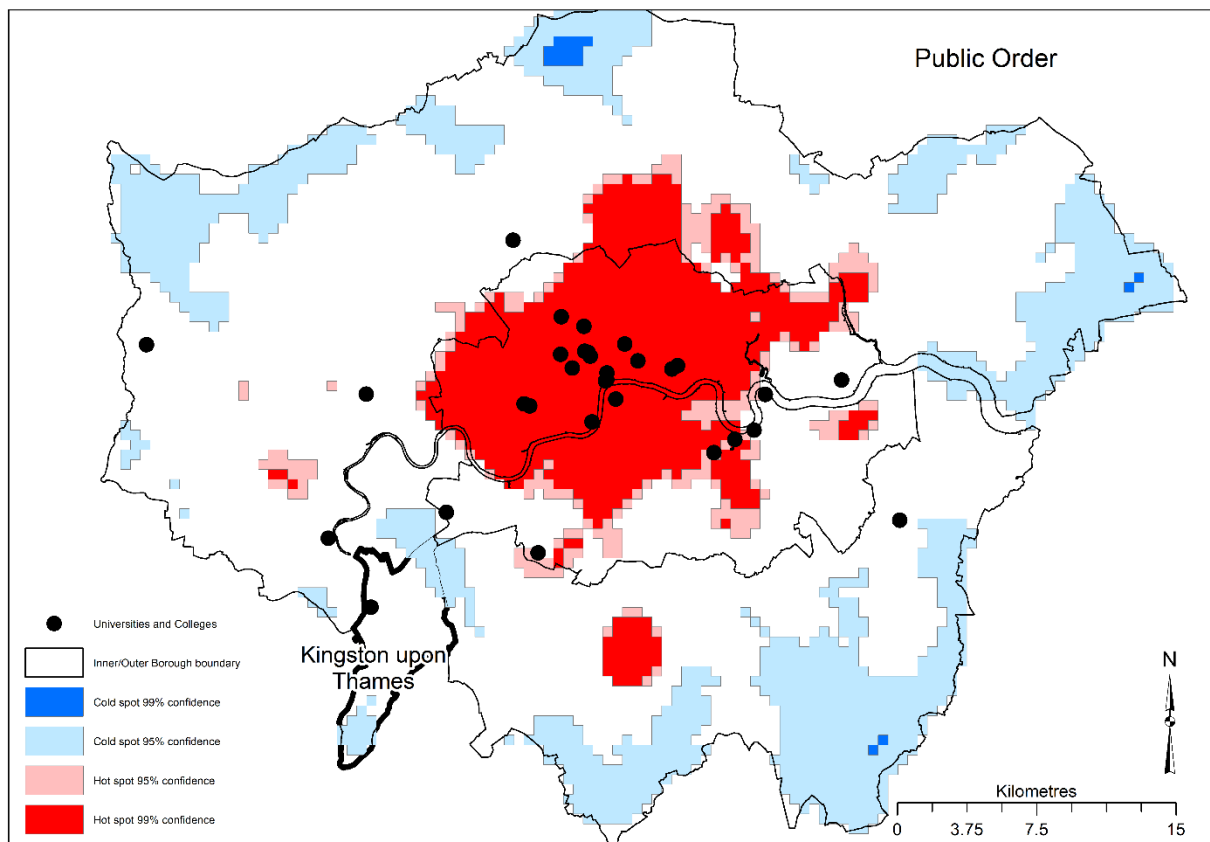 Public Order
Kingston upon
Thames
Universities and Colleges
Inner/Outer Borough boundary
Cold spot 99% confidence
Cold spot 95% confidence
Hot spot 95% confidence
Hot spot 99% confidence
N
Kilometres
0 3.75 7.5 15